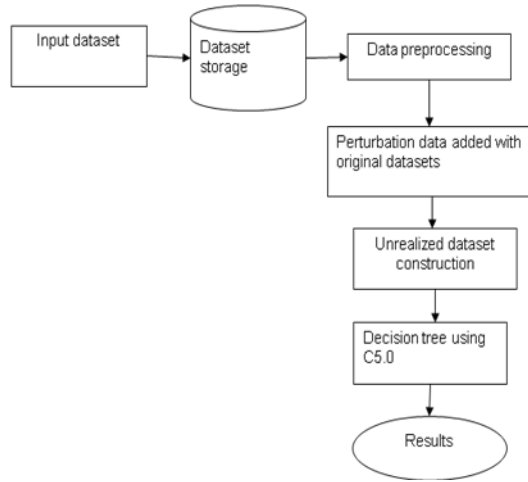 Input dataset
Dataset
storage
Data preprocessing
Perturbation data added with
original datasets
Unrealized dataset
construction
Decision tree using
C5.0
Results